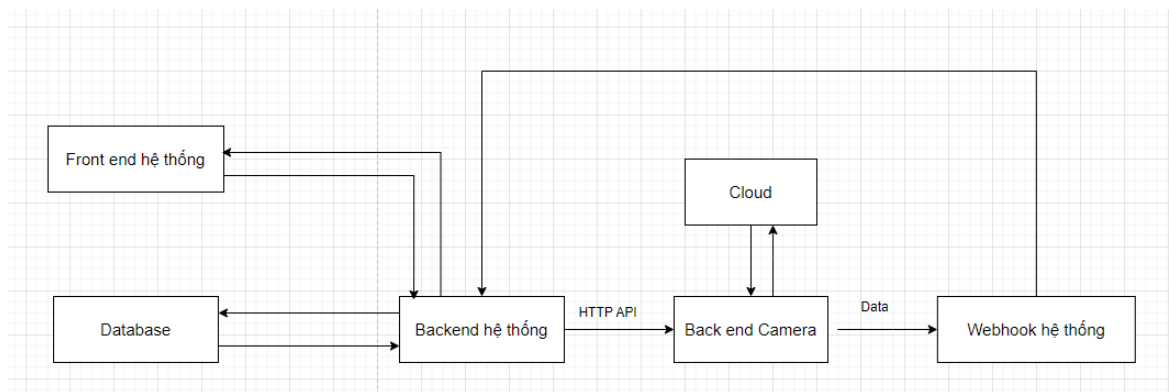 Front end hệ thống
Cloud
Database
Backend hệ thống
HTTP API
Back end Camera
Data
Webhook hệ thống